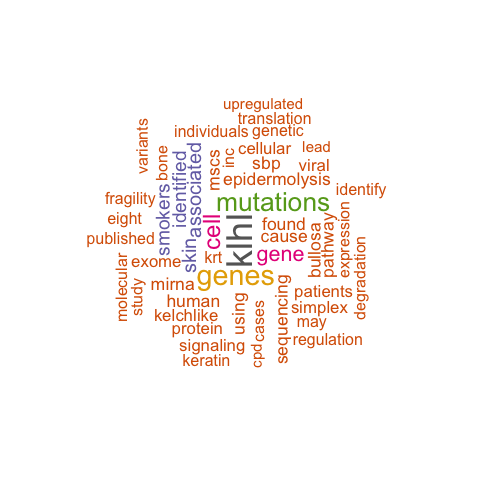 upregulated
translation
individuals genetic
variants
cellular lead
bone
mscs
inc
sbp viral
identified
associated
epidermolysis
identify
fragility
smokers
mutations
eight
skin
cell
klhl
found
cause
bullosa
pathway
expression
published
gene
exome
krt
degradation
genes
molecular
study
mirna
human
using
cases
sequencing
patients
simplex
kelchlike
may
protein
signaling
cpd
regulation
keratin